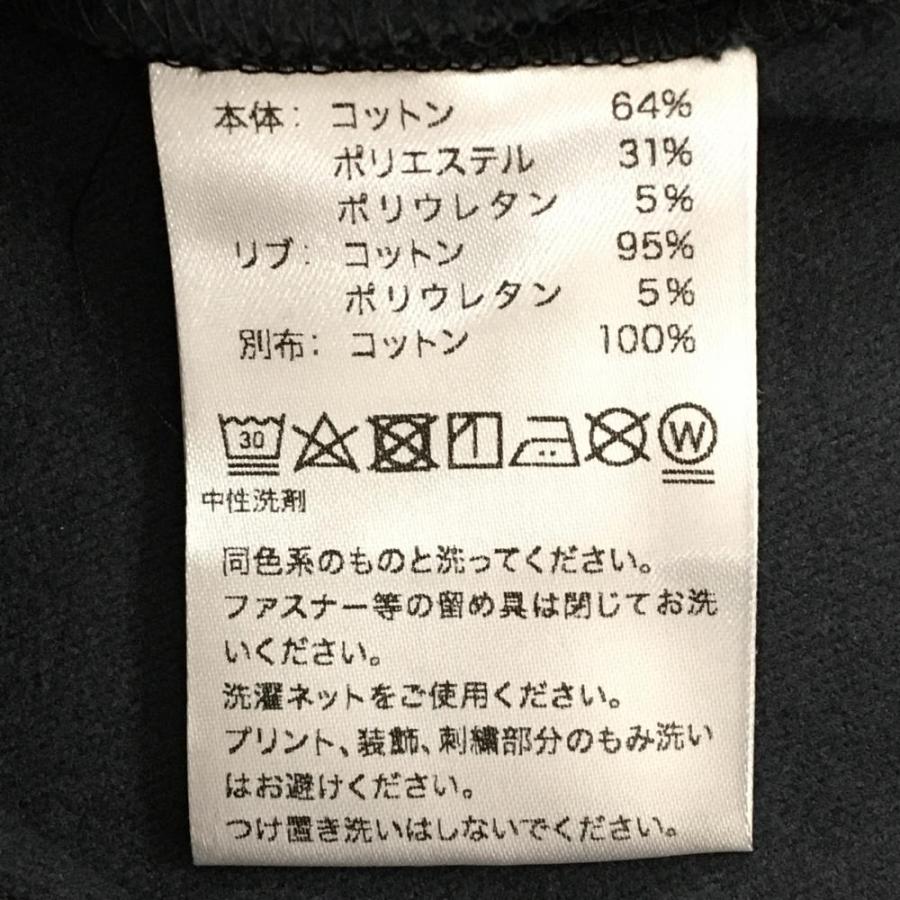 本体: コットン 64%
ポリエステル 31%
ポリウレタン 5%
リブ: コットン 95%
ポリウレタン 5%
別布: コットン 100%
30 W
中性洗剤
同色系のものと洗ってください。
ファスナー等の留め具は閉じてお洗
いください。
洗濯ネットをご使用ください。
プリント、装飾、刺繍部分のもみ洗い
はお避けください。
つけ置き洗いはしないでください。